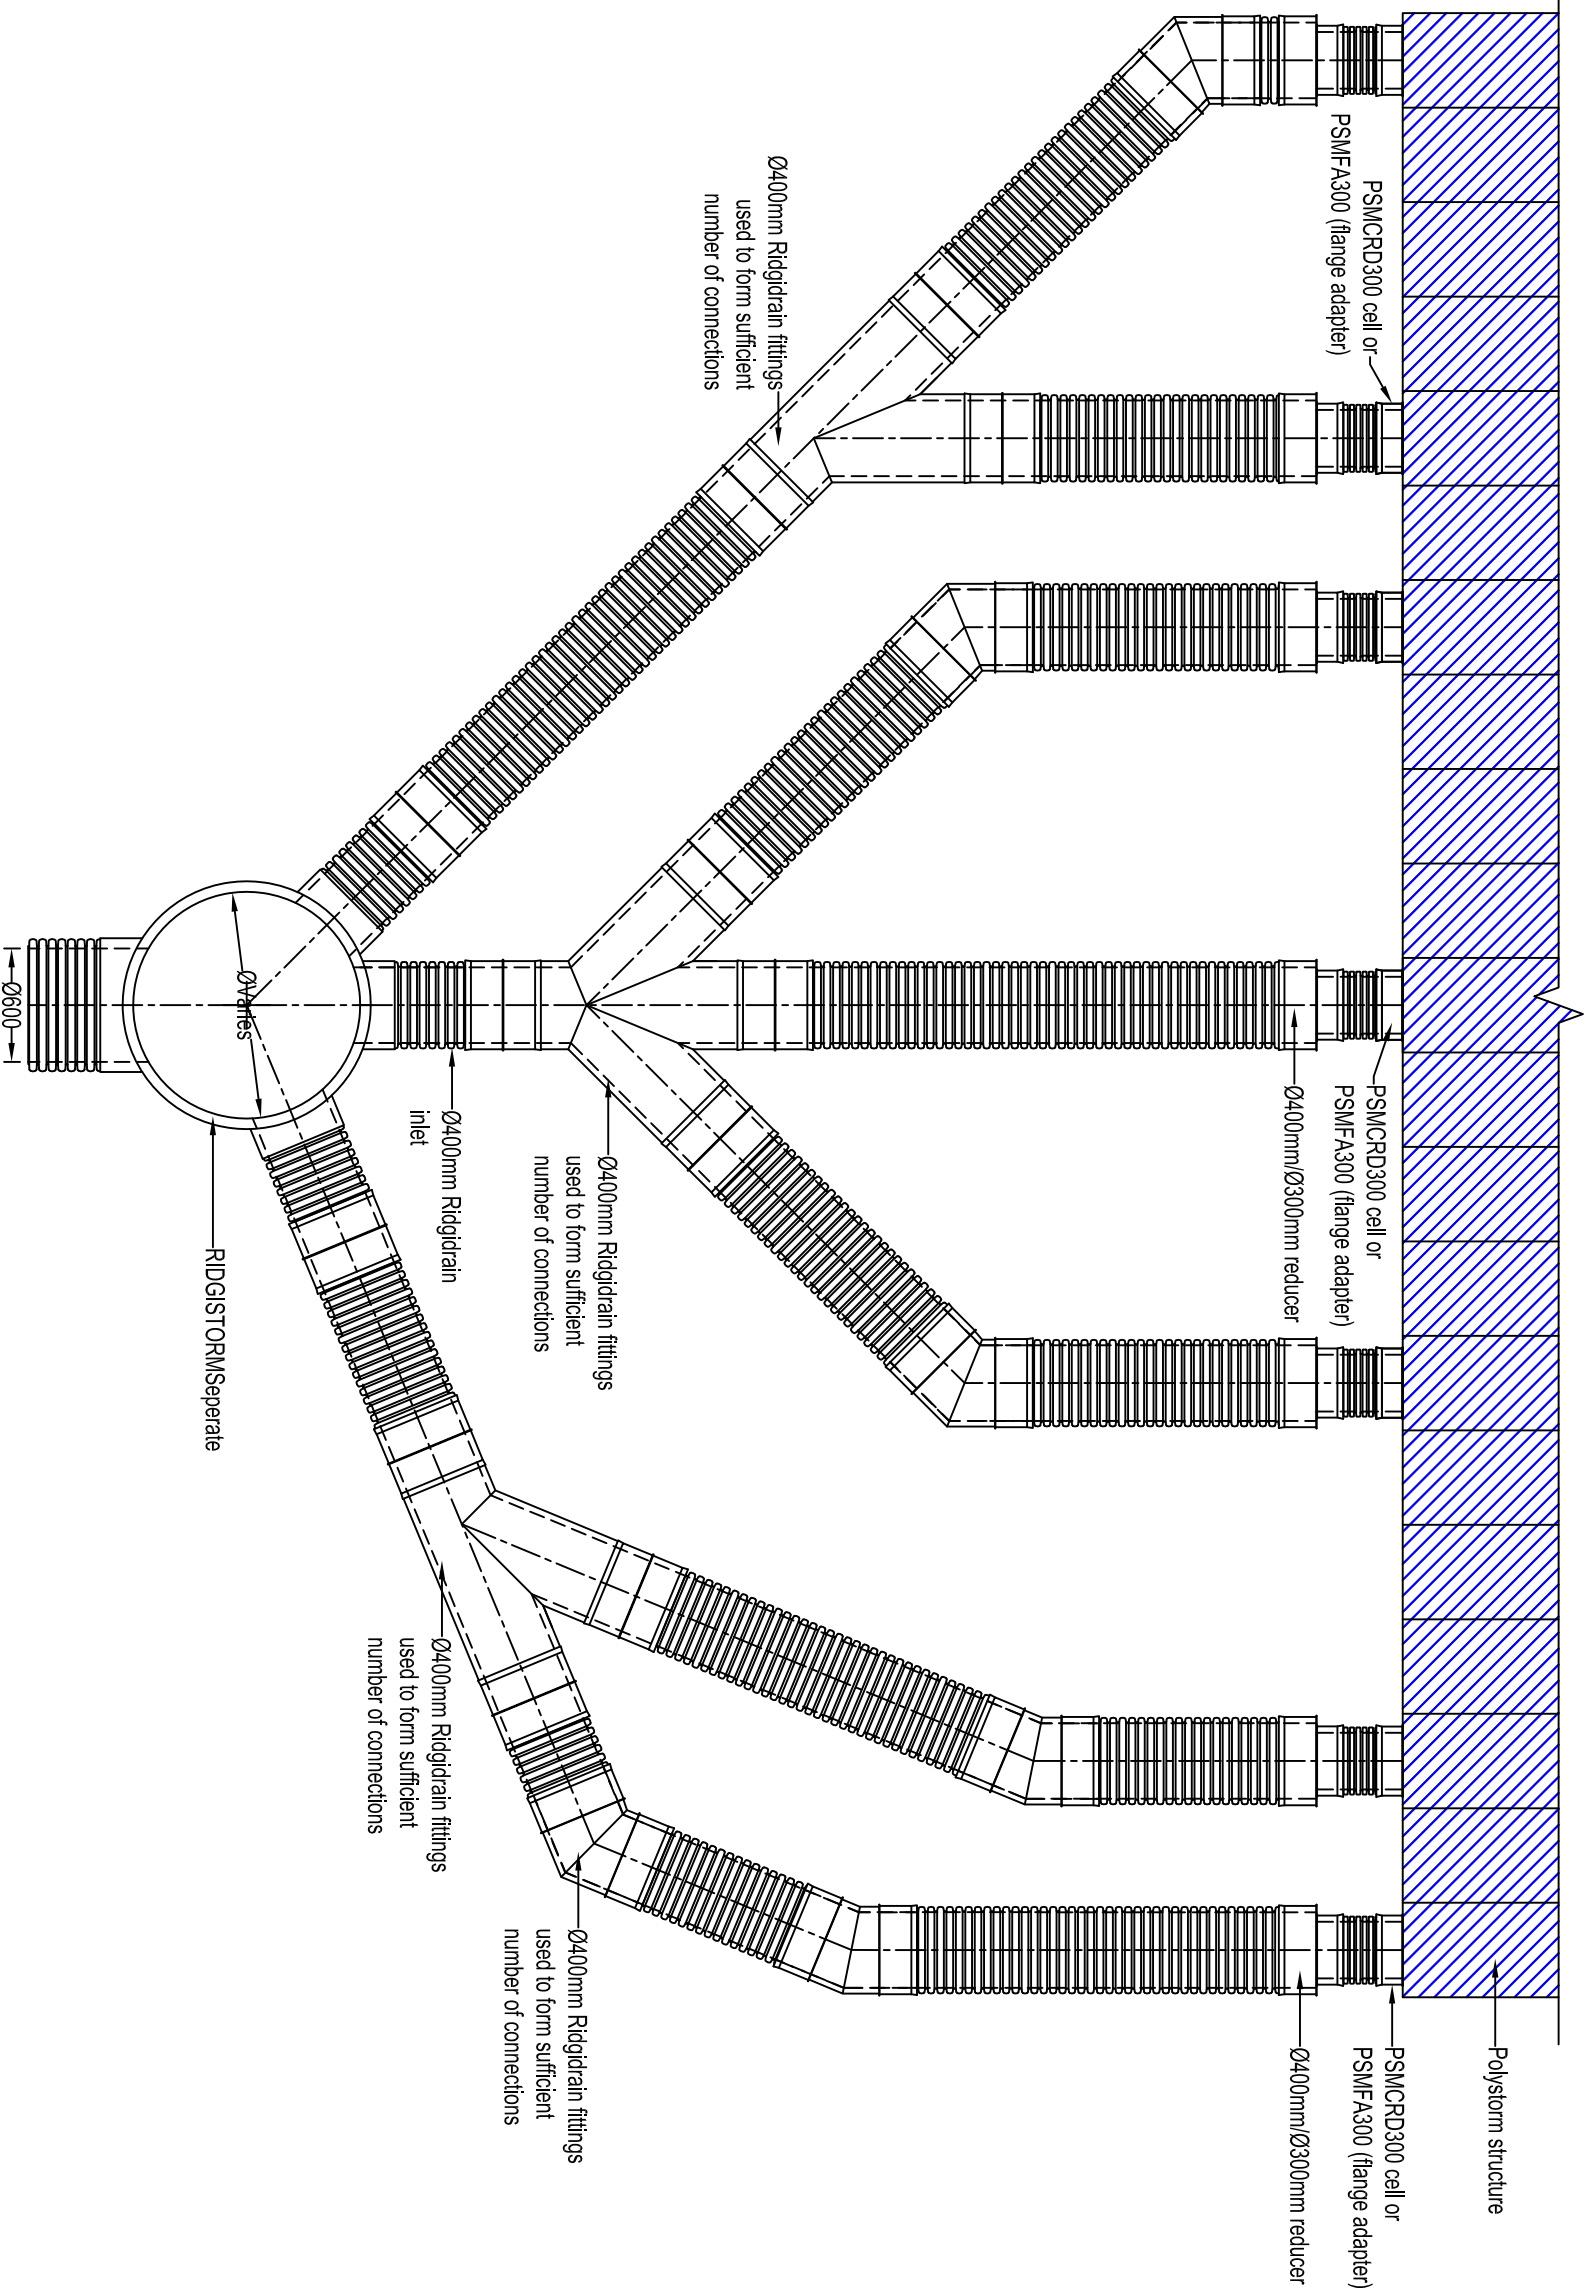 Polystorm structure
PSMCRD300 cell or
PSMFA300 (flange adapter)
Ø400mm/Ø300mm reducer
PSMCRD300 cell or
PSMFA300 (flange adapter)
Ø400mm/Ø300mm reducer
PSMCRD300 cell or
PSMFA300 (flange adapter)
Ø400mm Ridgidrain fittings
used to form sufficient
number of connections
Ø400mm Ridgidrain fittings
used to form sufficient
number of connections
Ø400mm Ridgidrain fittings
used to form sufficient
number of connections
Ø400mm Ridgidrain
inlet
Ø400mm Ridgidrain fittings
used to form sufficient
number of connections
ØVaries
RIDGISTORMSeperate
Ø600